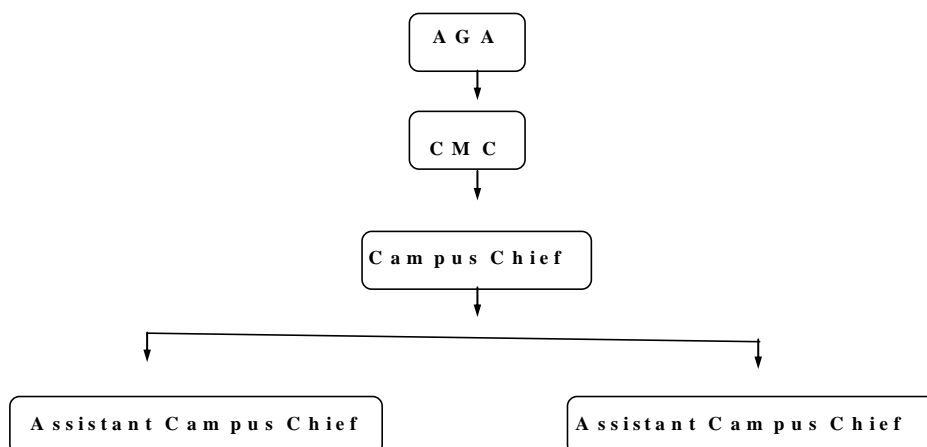 AGA
CMC
Campus Chief
Assistant Campus Chief
Assistant Campus Chief